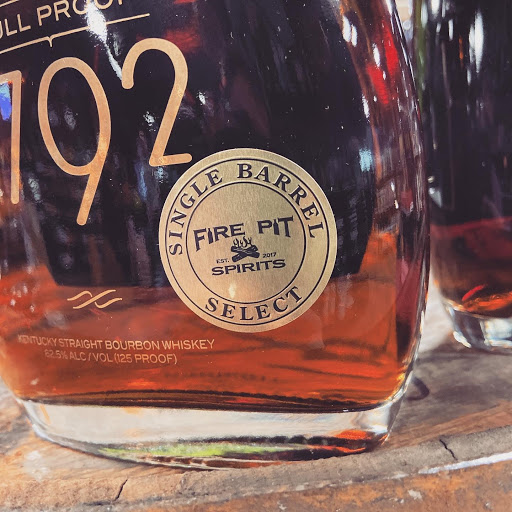 ULL PROOF
1792
SINGLE BARREL
FIRE PIT
EST. 2017
SPIRITS
SELECT
KENTUCKY STRAIGHT BOURBON WHISKEY
62.5% ALC / VOL (125 PROOF)